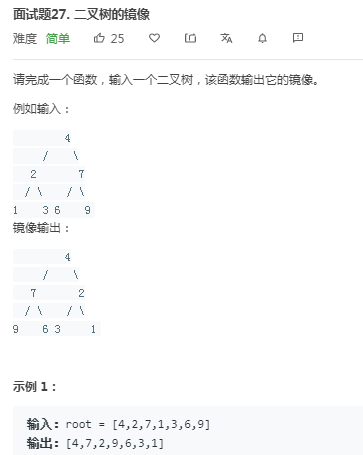 面试题27. 二叉树的镜像
难度 简单 25
请完成一个函数，输入一个二叉树，该函数输出它的镜像。
例如输入：
4
/ \
2 7
/ \ / \
1 3 6 9
镜像输出：
4
/ \
7 2
/ \ / \
9 6 3 1
示例 1：
输入：root = [4,2,7,1,3,6,9]
输出：[4,7,2,9,6,3,1]